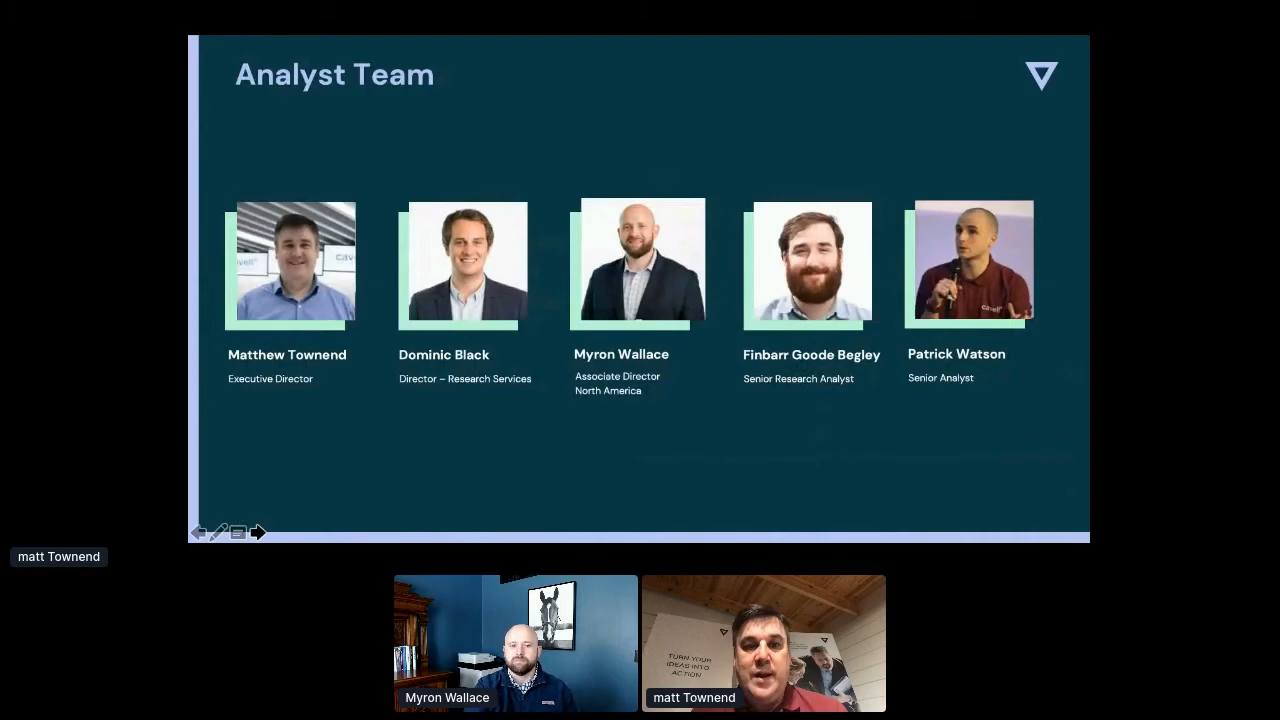 Analyst Team
cavell
Matthew Townend
Executive Director
Dominic Black
Director – Research Services
Myron Wallace
Associate Director
North America
Finbarr Goode Begley
Senior Research Analyst
Patrick Watson
Senior Analyst
matt Townend
TURN YOUR
IDEAS INTO
ACTION
Myron Wallace
matt Townend